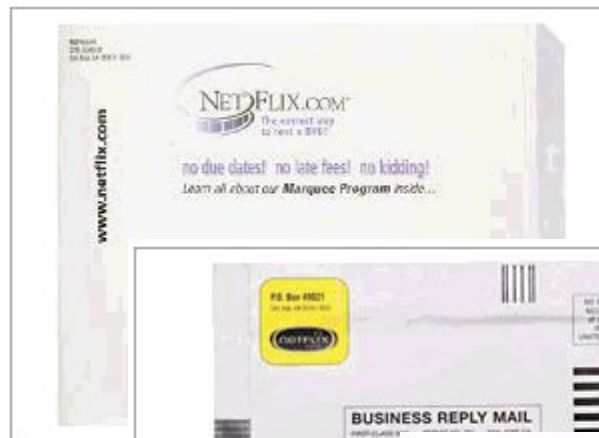 www.netflix.com
NETFLIX.COM
The easiest way
to rent a DVD!
no due dates! no late fees! no kidding!
Learn all about our Marquee Program inside...
P.O. Box
NETFLIX
BUSINESS REPLY MAIL